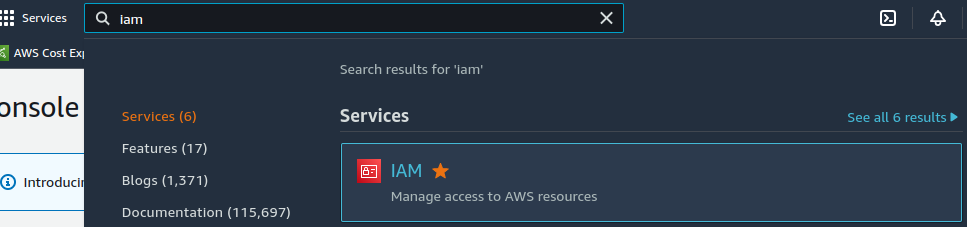 Services
iam
AWS Cost Exp
onsole
Introducin
Search results for 'iam'
Services (6)
Features (17)
Blogs (1,371)
Documentation (115,697)
Services
See all 6 results
IAM
Manage access to AWS resources